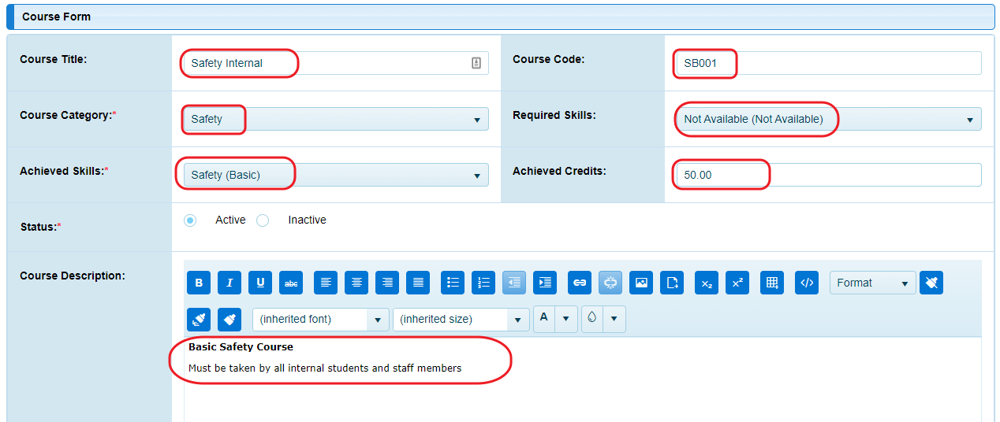 Course Form
Course Title: Safety Internal Course Code: SB001
Course Category:* Safety Required Skills: Not Available (Not Available)
Achieved Skills:* Safety (Basic) Achieved Credits: 50.00
Status:* Active Inactive
Course Description:
B I U abc x₂ x² Format
(inherited font) (inherited size) A
Basic Safety Course
Must be taken by all internal students and staff members